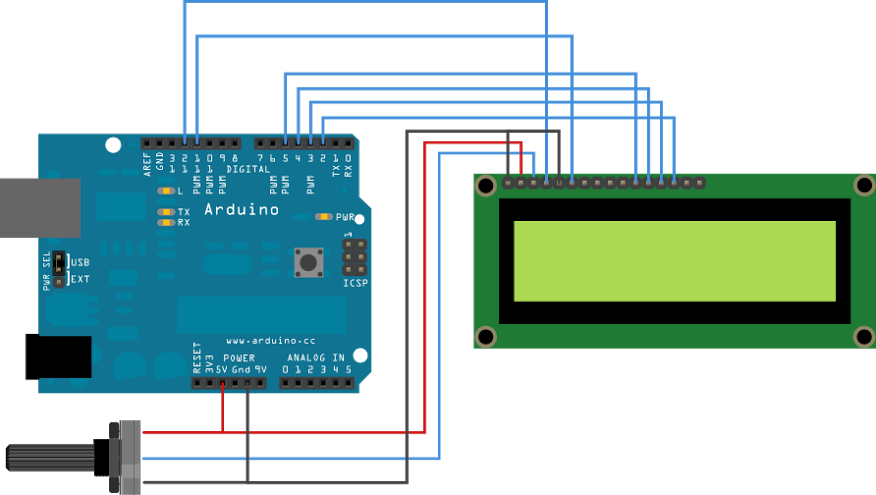 AREF
GND
13
12
11
10
9
8
7
6
5
4
3
2
1
0
PWM
PWM
PWM
PWM
PWM
PWM
TX
RX
DIGITAL
L
TX
RX
Arduino
PWR
1
ICSP
PWR SEL
USB
EXT
www.arduino.cc
RESET
3V3
POWER
5V Gnd 9V
ANALOG IN
0 1 2 3 4 5